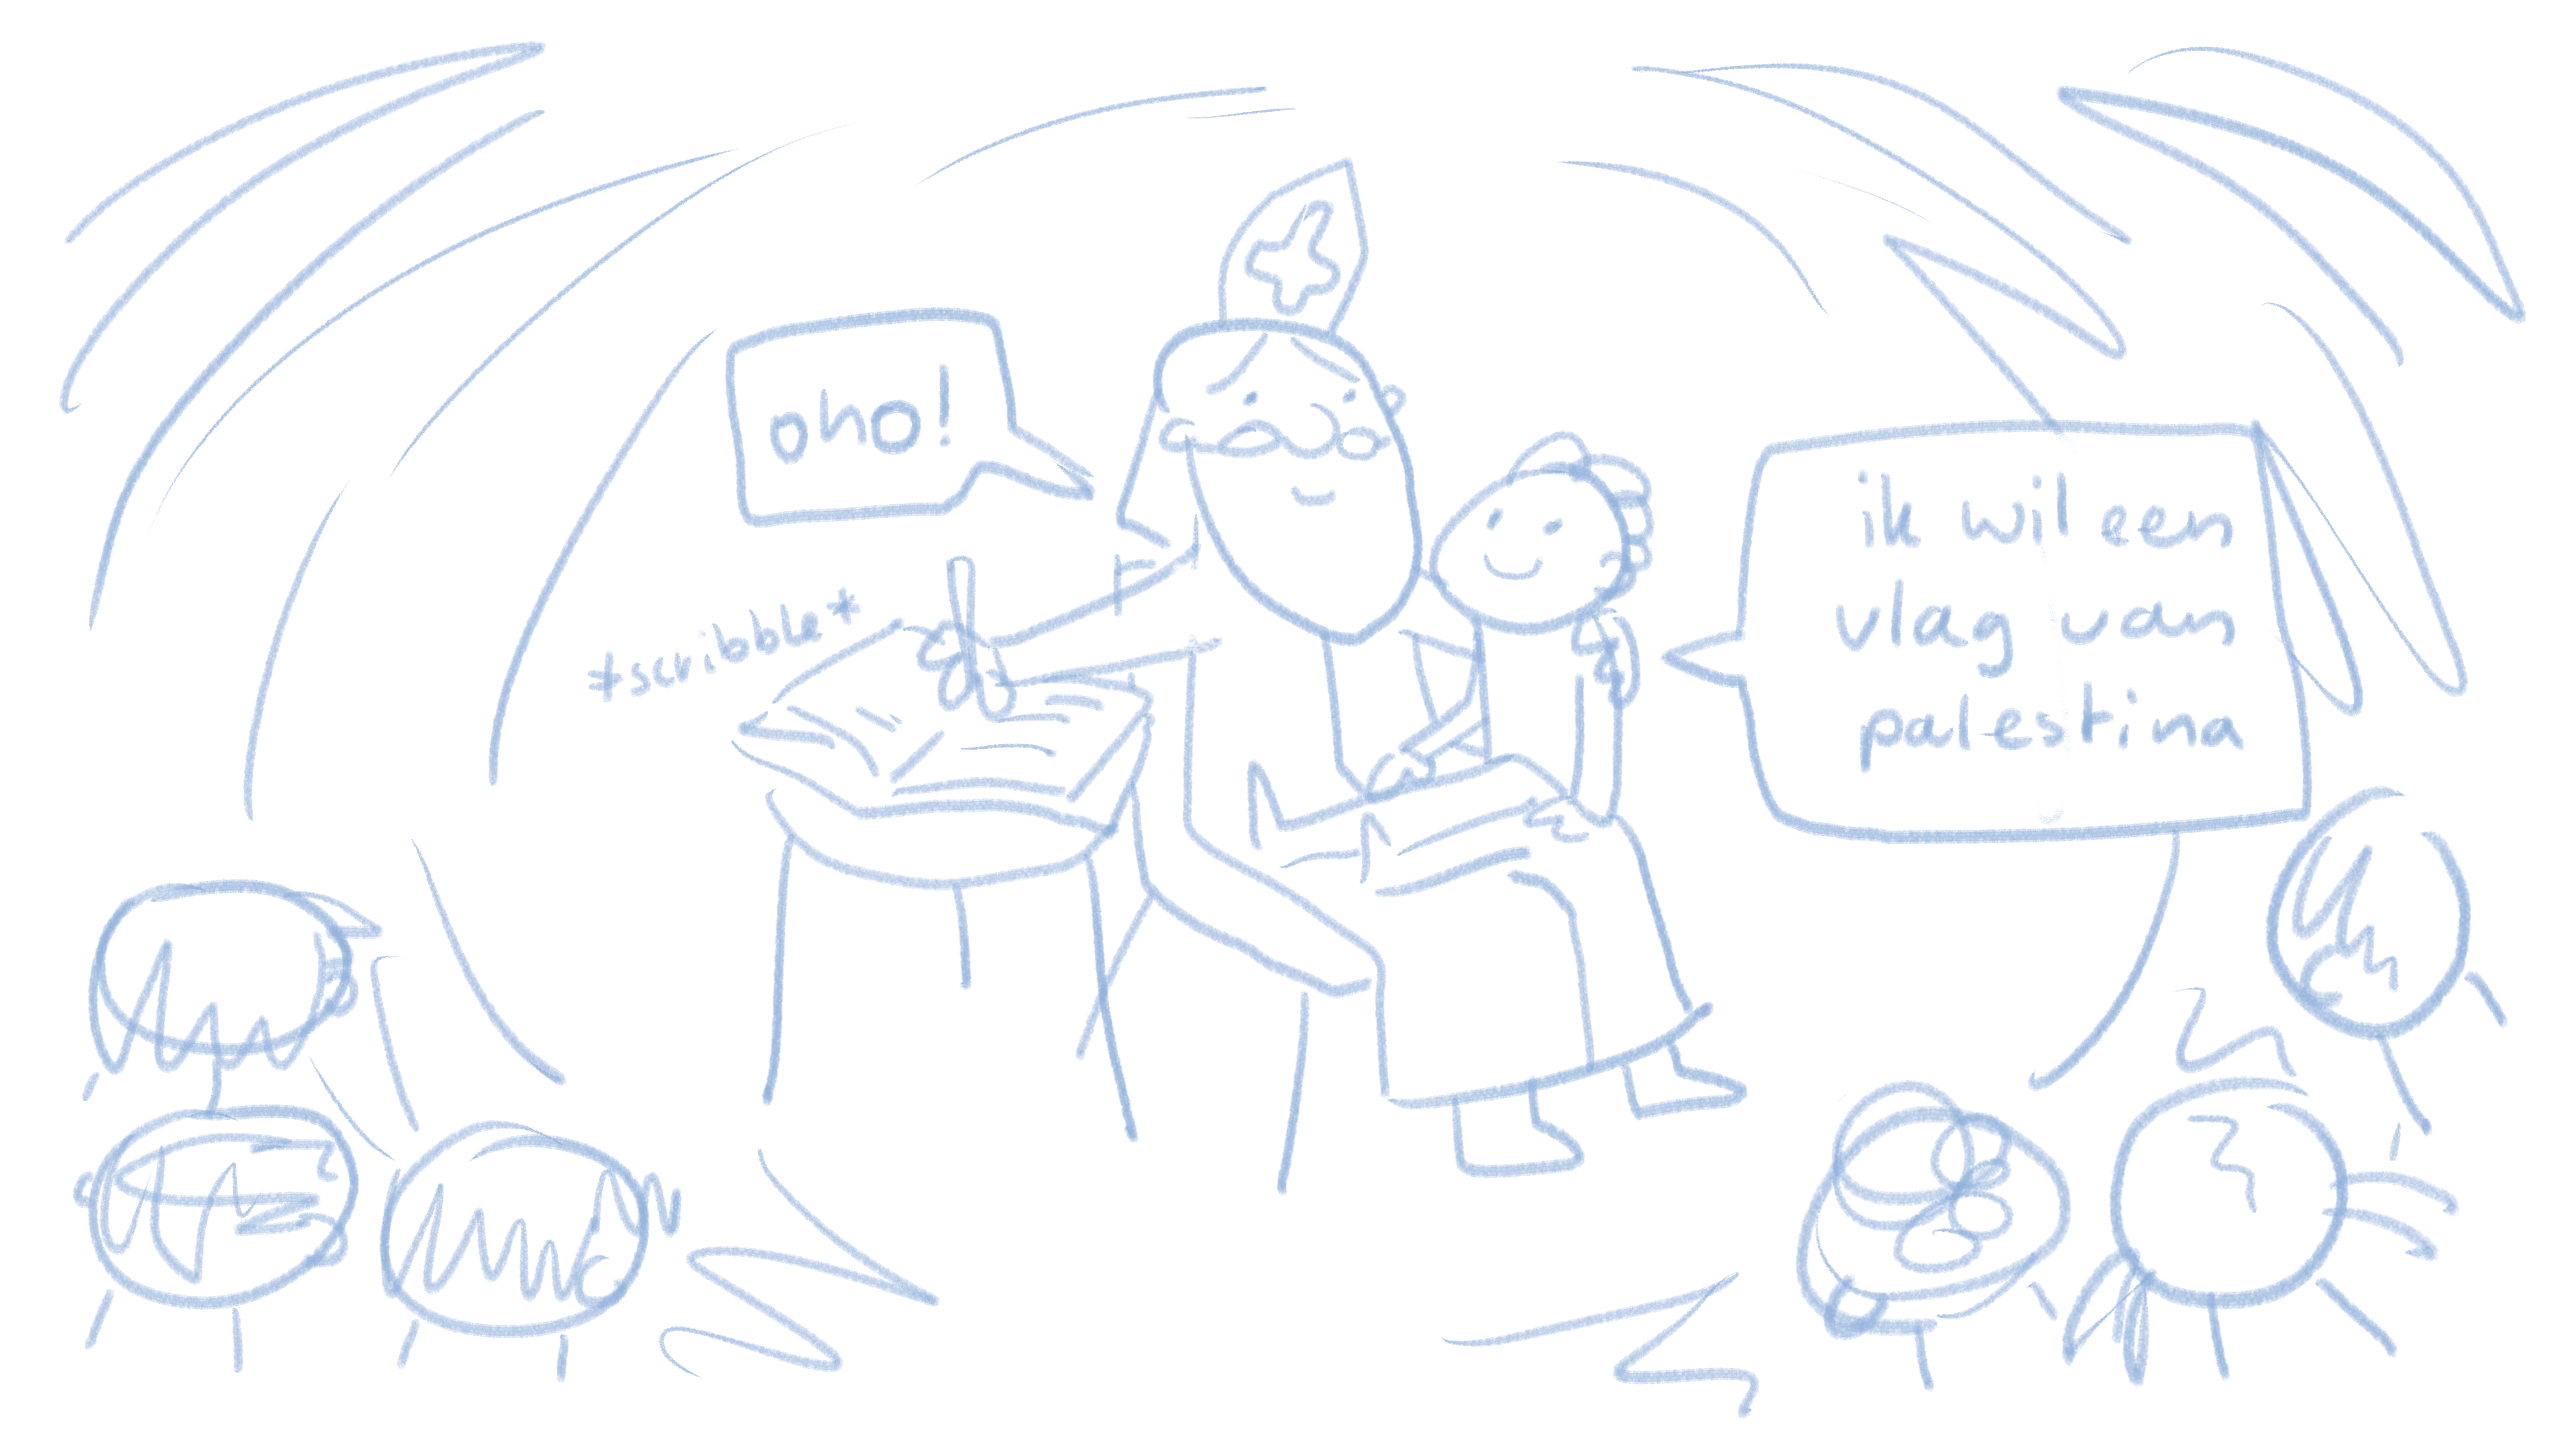 oho!
*scribble*
ik wil een
vlag van
palestina